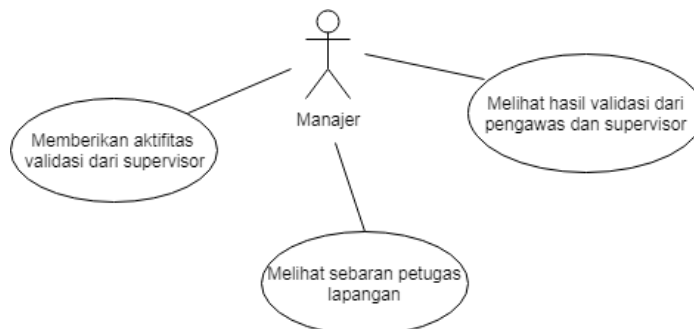 Manajer
Melihat hasil validasi dari
pengawas dan supervisor
Memberikan aktifitas
validasi dari supervisor
Melihat sebaran petugas
lapangan